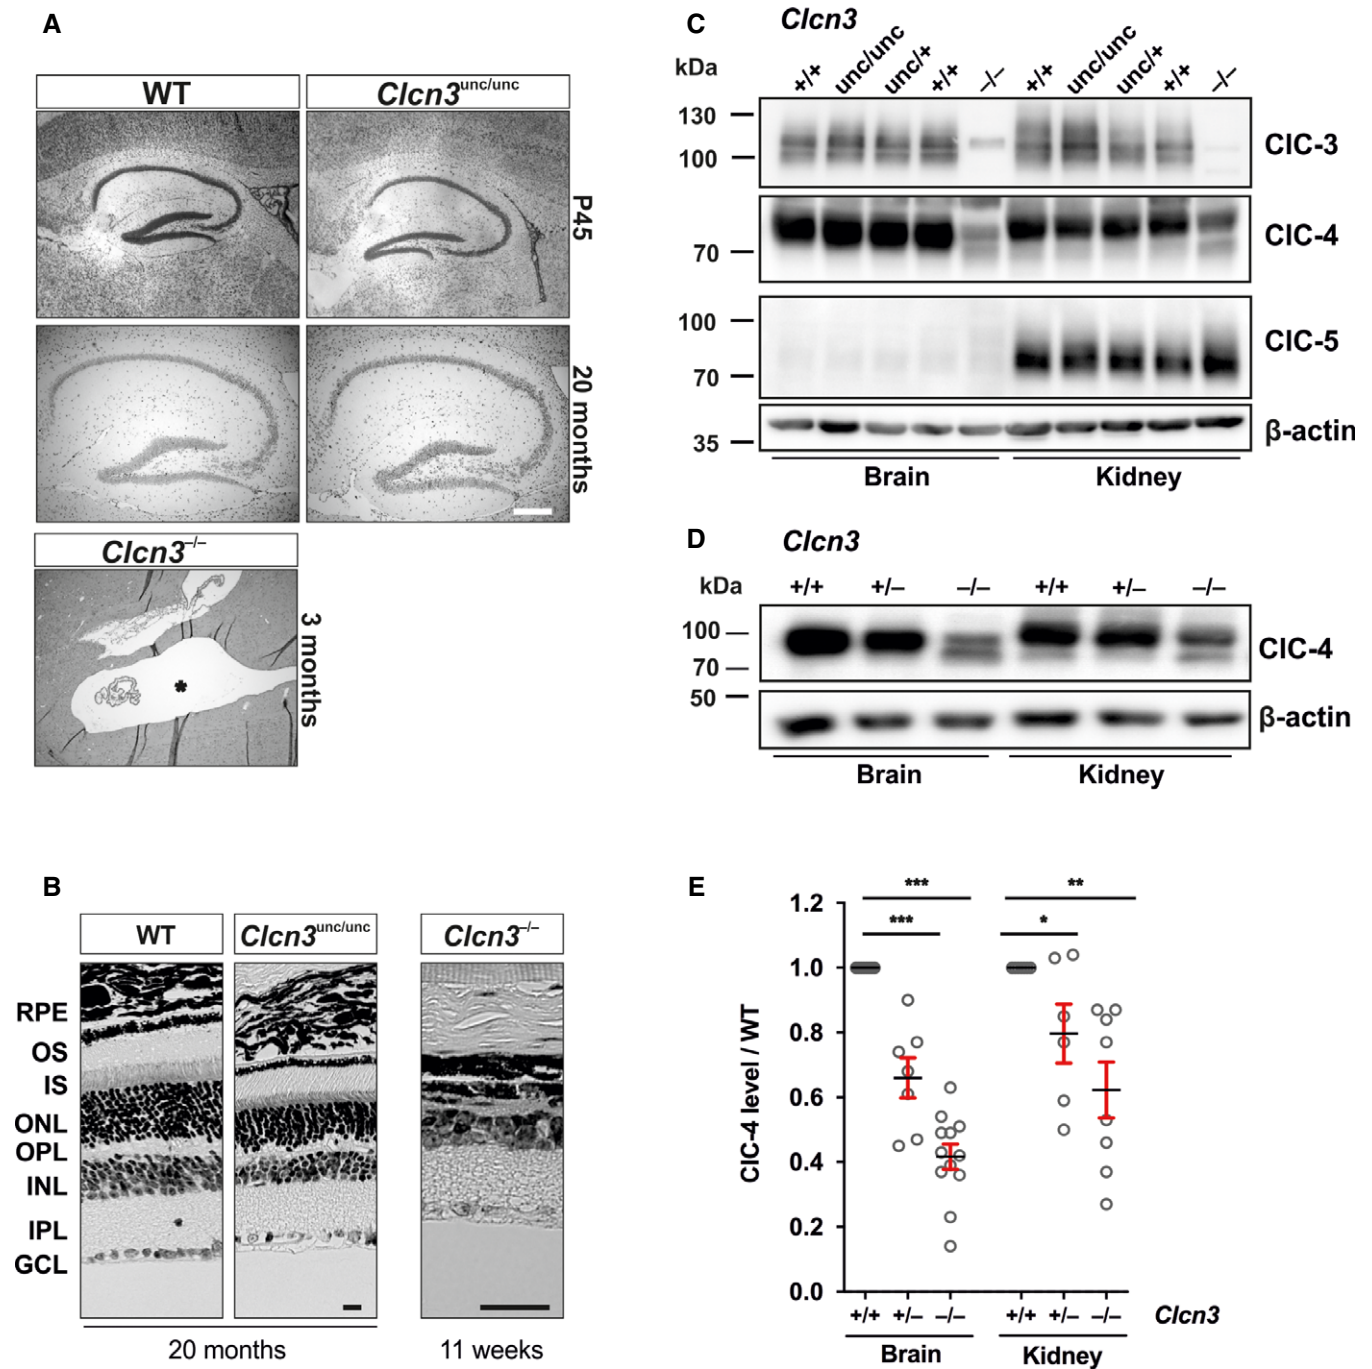 A
WT
Clcn3unc/unc
P45
20 months
Clcn3–/–
3 months
*
B
WT
Clcn3unc/unc
Clcn3–/–
RPE
OS
IS
ONL
OPL
INL
IPL
GCL
20 months
11 weeks
C
Clcn3
kDa
+/+ unc/unc unc/+ +/+ –/– +/+ unc/unc unc/+ +/+ –/–
130
100
ClC-3
70
ClC-4
100
70
ClC-5
35
β-actin
Brain Kidney
D
Clcn3
kDa
+/+ +/– –/– +/+ +/– –/–
100
70
ClC-4
50
β-actin
Brain Kidney
E
ClC-4 level / WT
*** **
*** *
1.2
1.0
0.8
0.6
0.4
0.2
0.0
+/+ +/– –/– +/+ +/– –/– Clcn3
Brain Kidney